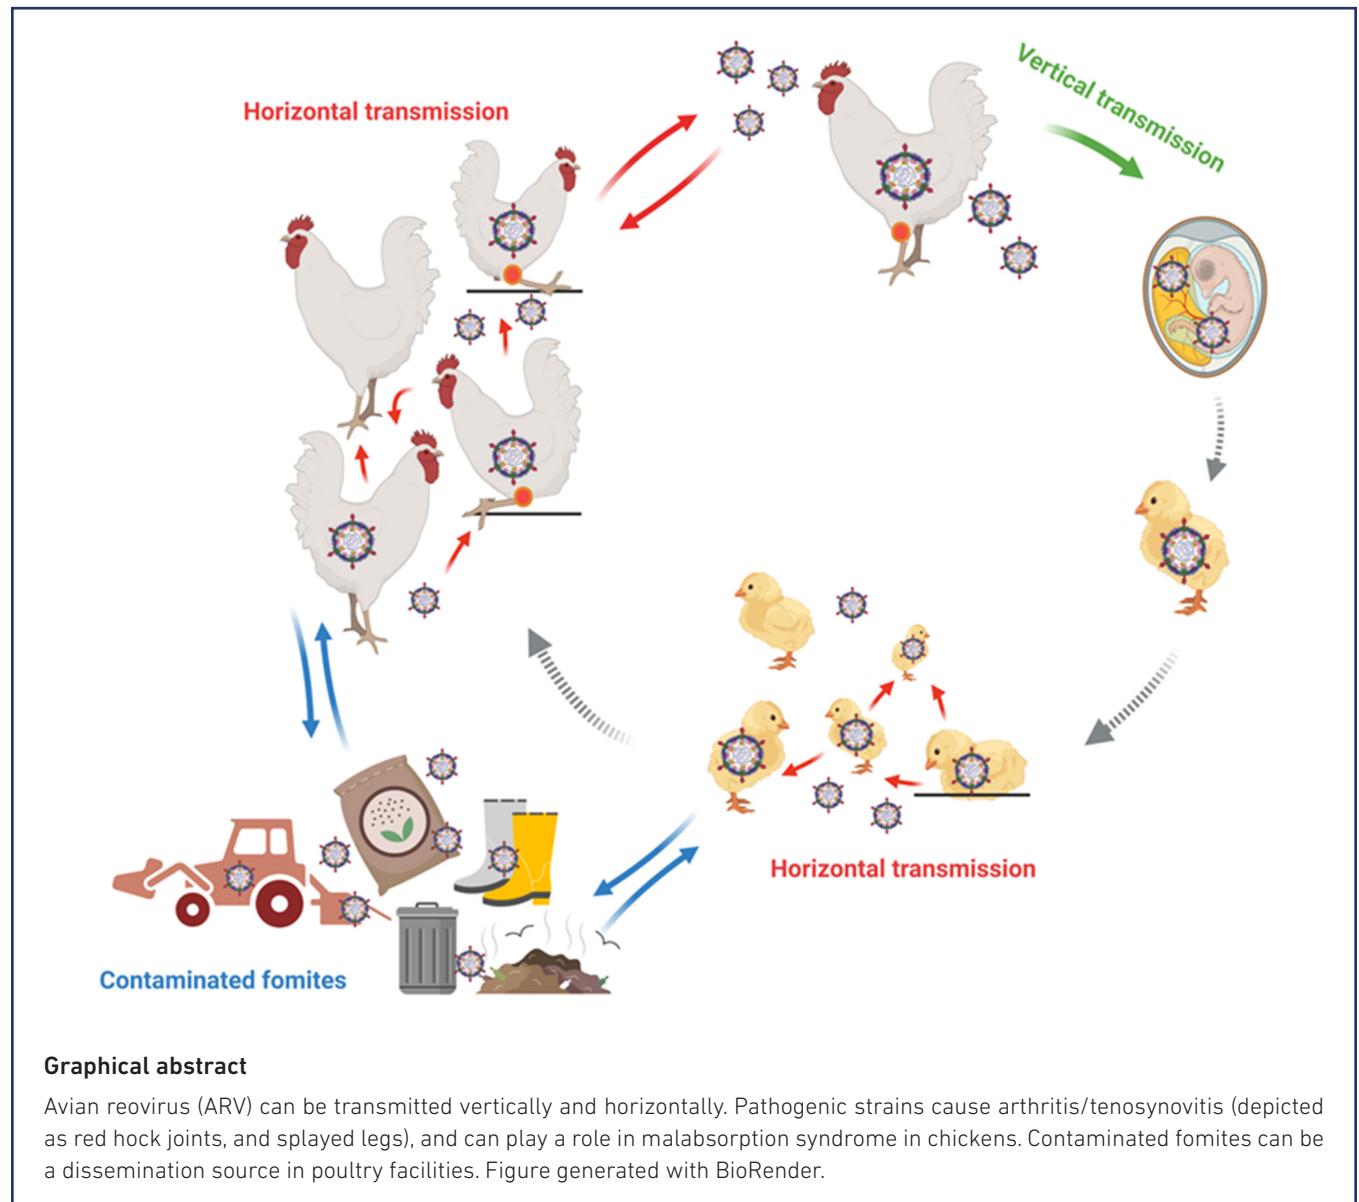 Horizontal transmission
Vertical transmission
Horizontal transmission
Contaminated fomites
Graphical abstract
Avian reovirus (ARV) can be transmitted vertically and horizontally. Pathogenic strains cause arthritis/tenosynovitis (depicted
as red hock joints, and splayed legs), and can play a role in malabsorption syndrome in chickens. Contaminated fomites can be
a dissemination source in poultry facilities. Figure generated with BioRender.